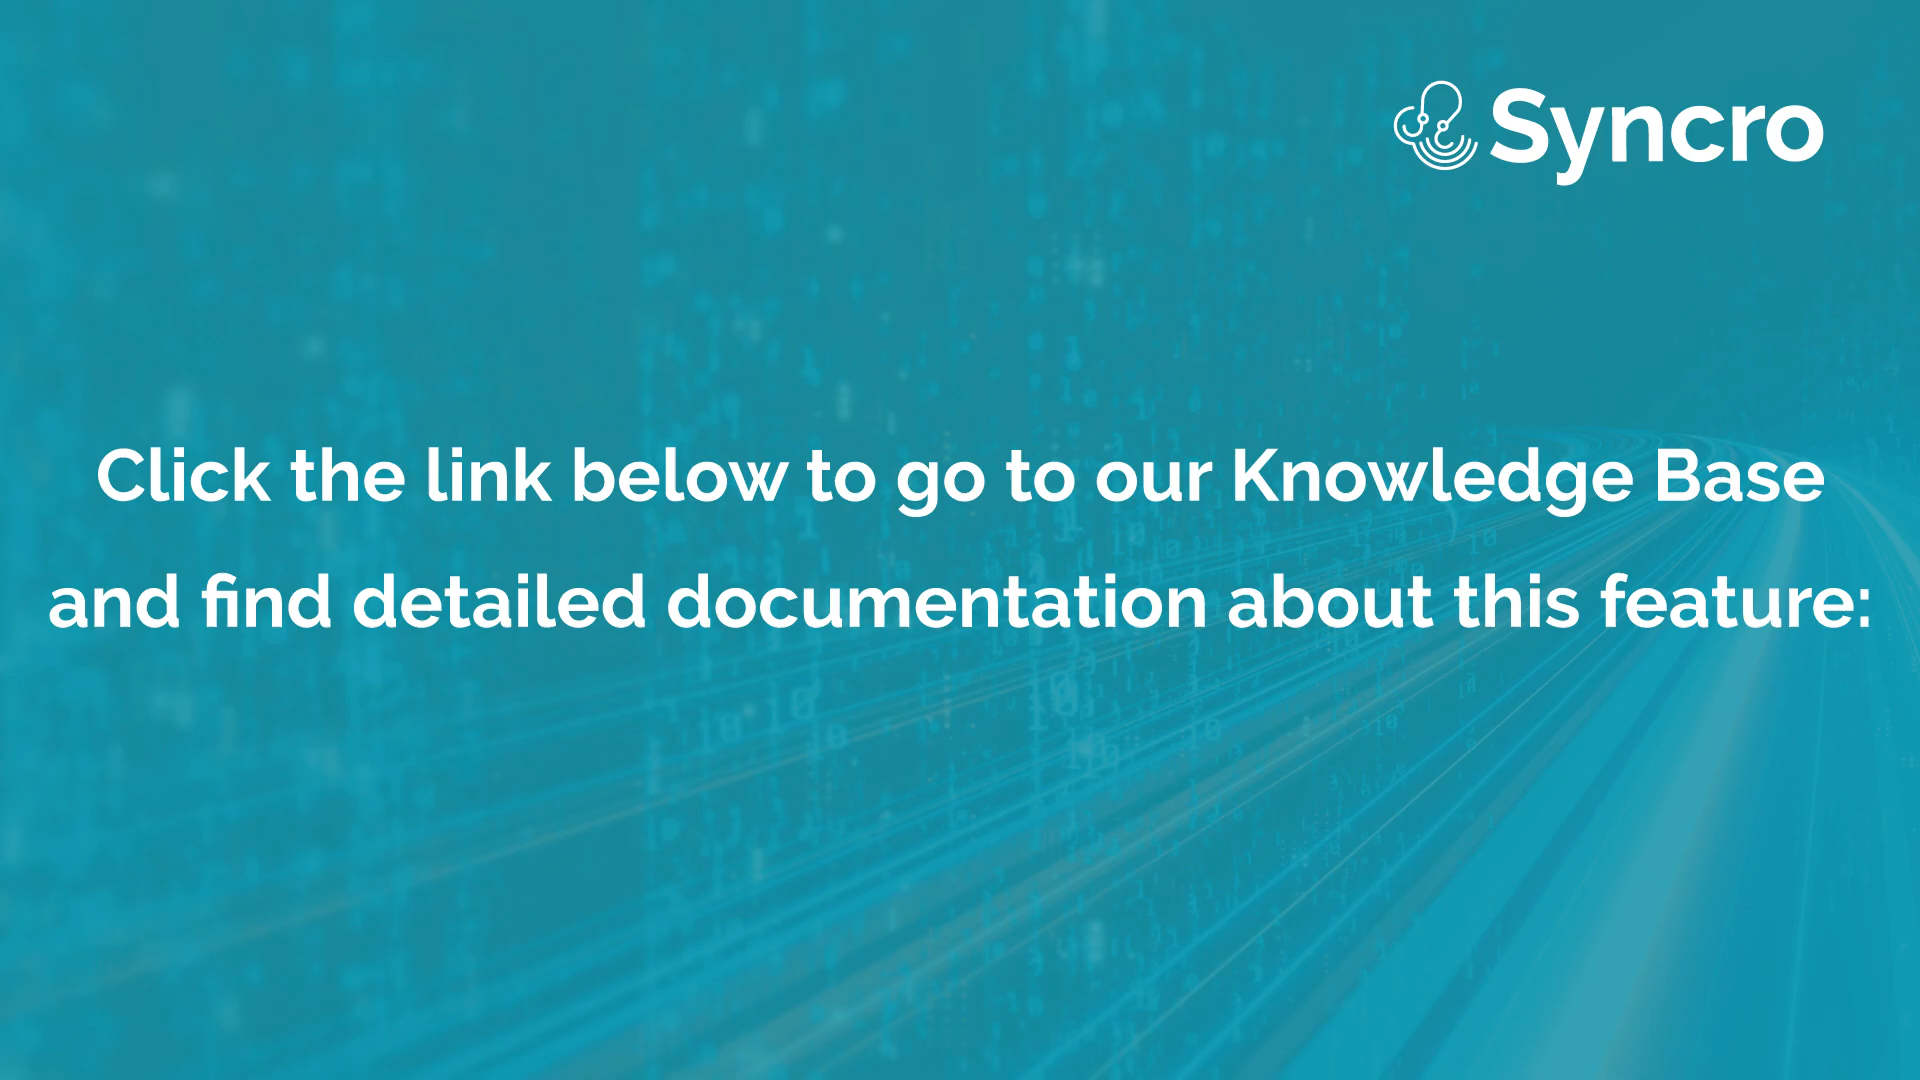 Syncro
Click the link below to go to our Knowledge Base
and find detailed documentation about this feature: